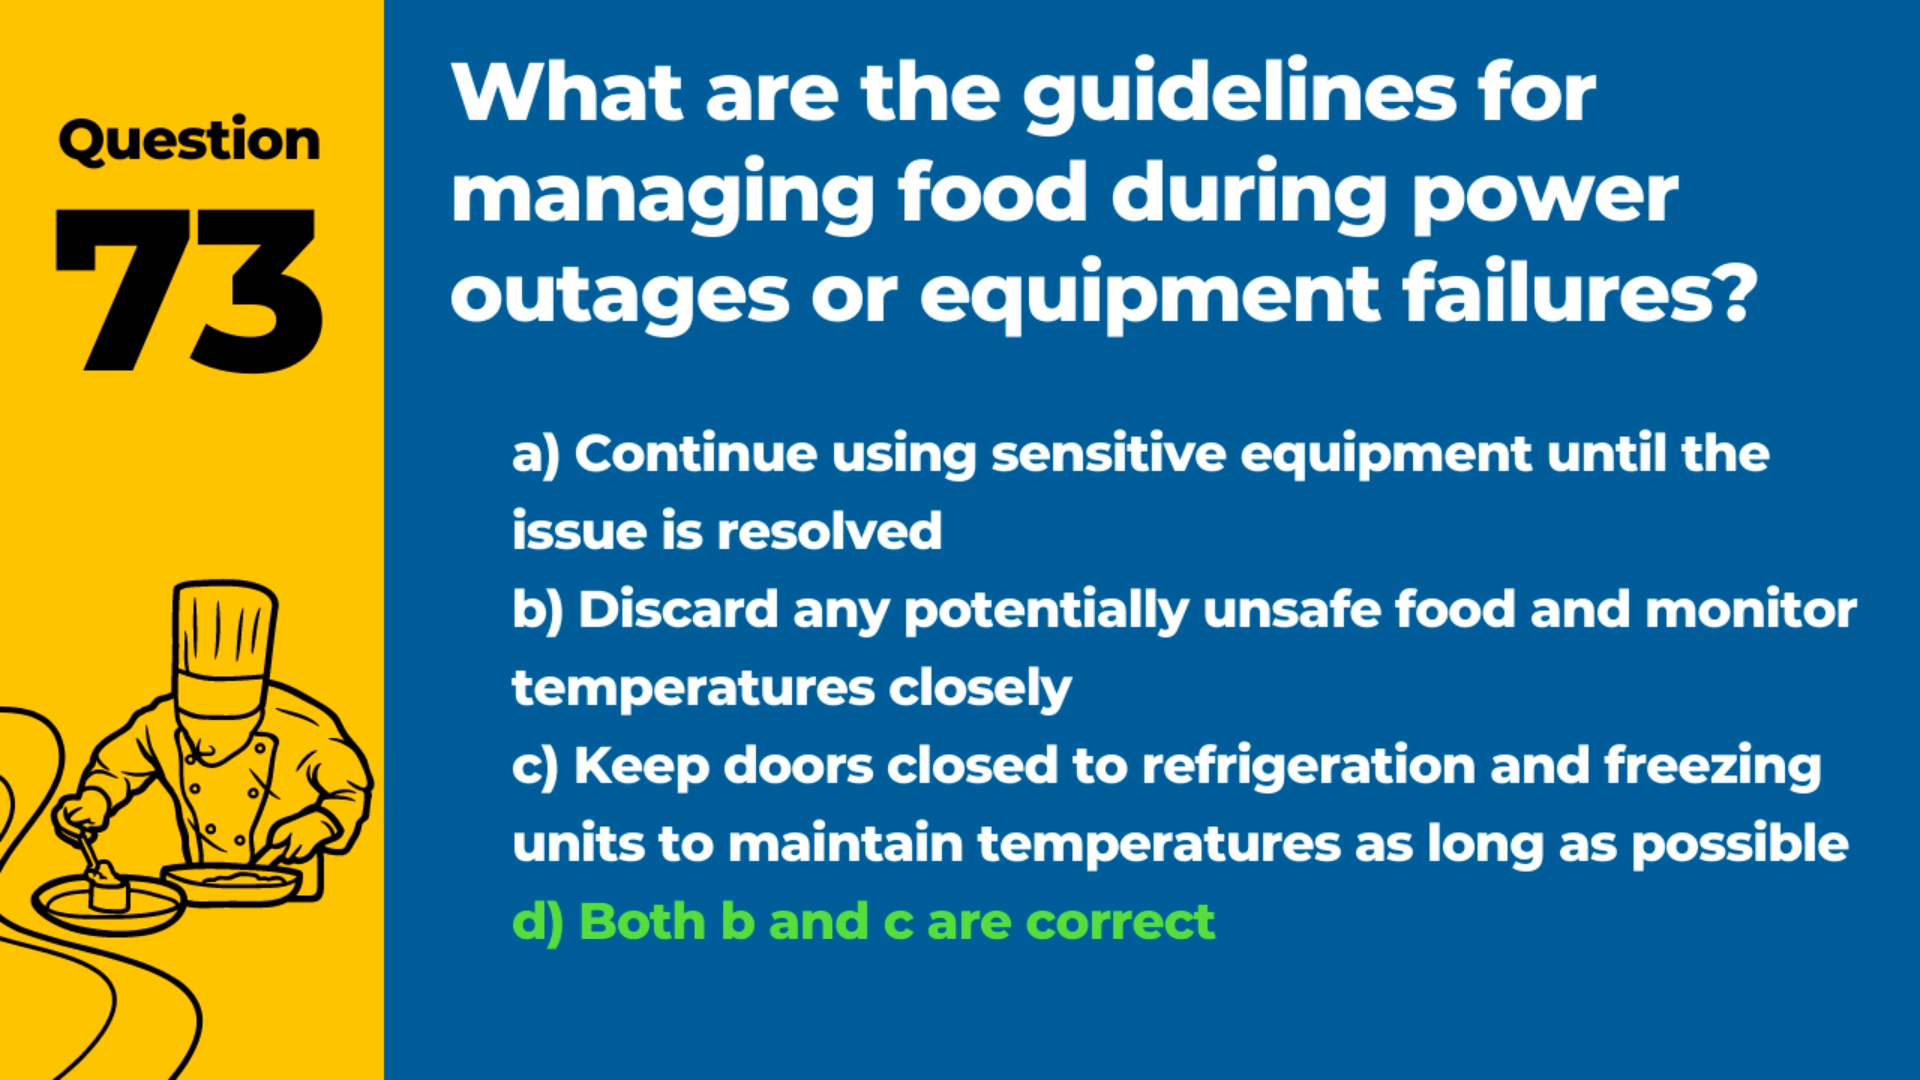 Question
73
What are the guidelines for
managing food during power
outages or equipment failures?
a) Continue using sensitive equipment until the
issue is resolved
b) Discard any potentially unsafe food and monitor
temperatures closely
c) Keep doors closed to refrigeration and freezing
units to maintain temperatures as long as possible
d) Both b and c are correct